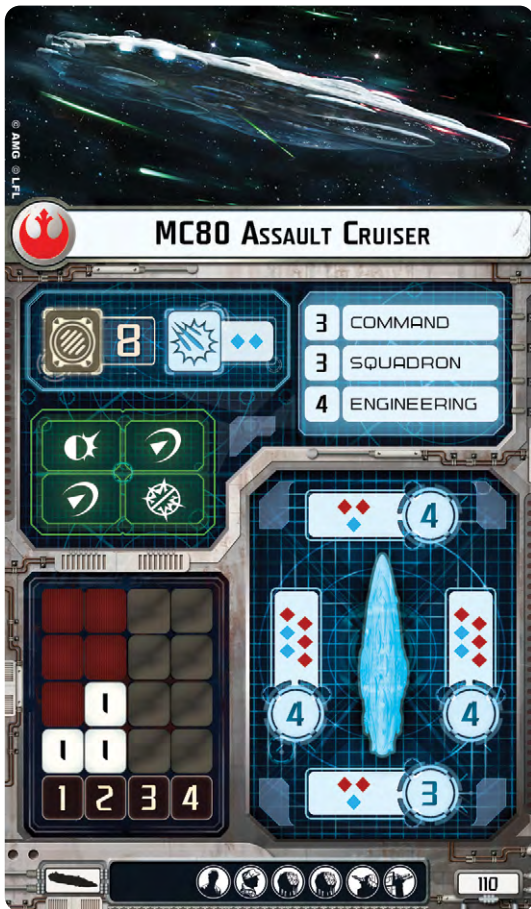 © AMG © LFL
MC80 Assault Cruiser
8
3 COMMAND
3 SQUADRON
4 ENGINEERING
4
4 4
3
I
I I
1 2 3 4
110